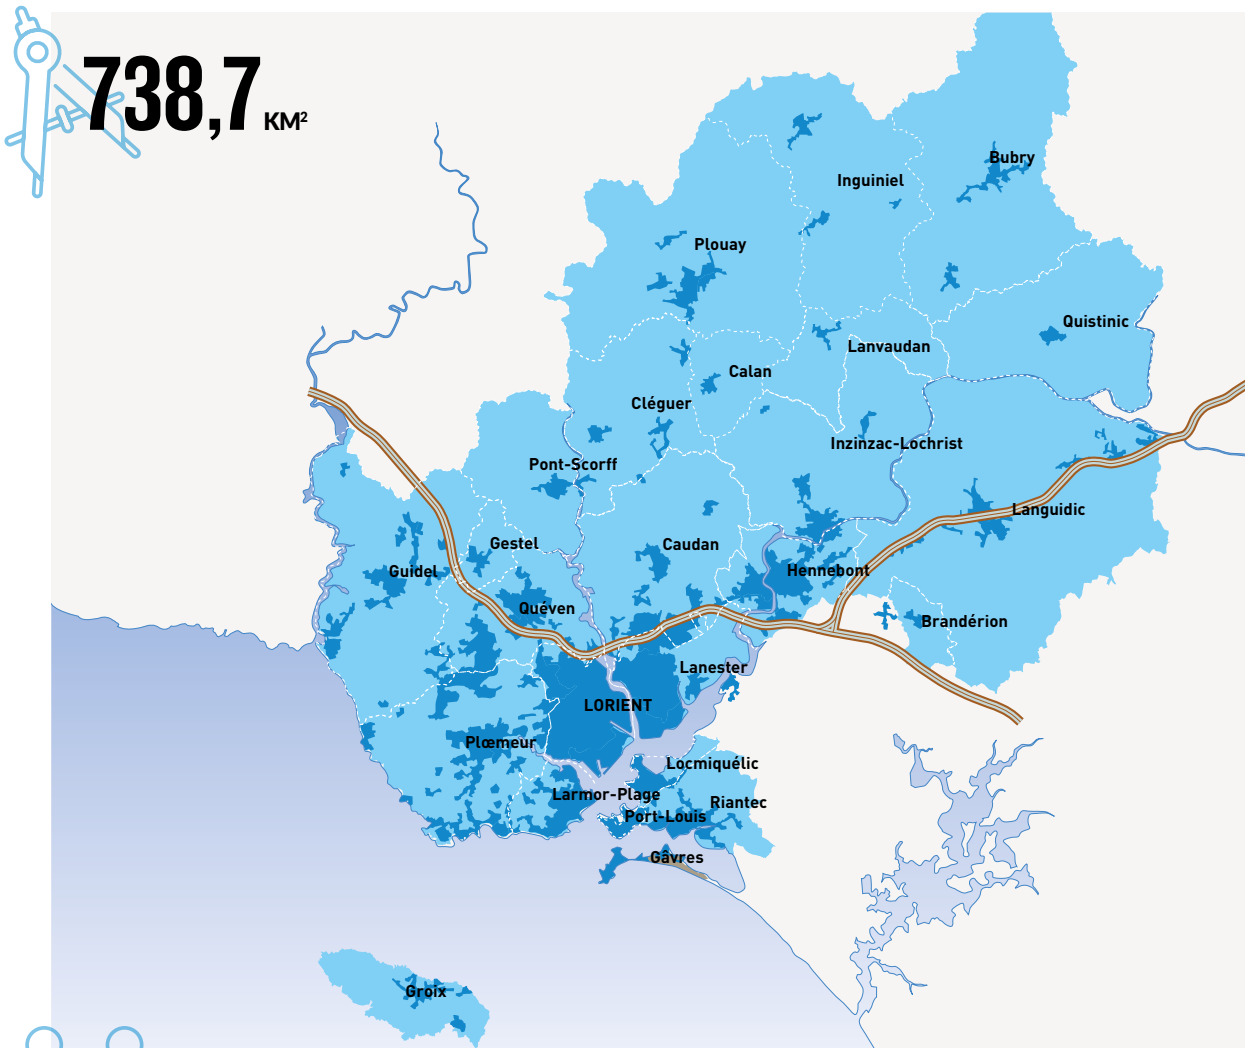 738,7 KM²
Bubry
Inguiniel
Plouay
Quistinic
Lanvaudan
Calan
Cléguer
Inzinzac-Lochrist
Pont-Scorff
Languidic
Gestel
Caudan
Guidel
Hennebont
Quéven
Brandérion
Lanester
LORIENT
Plœmeur
Locmiquélic
Larmor-Plage
Riantec
Port-Louis
Gâvres
Groix